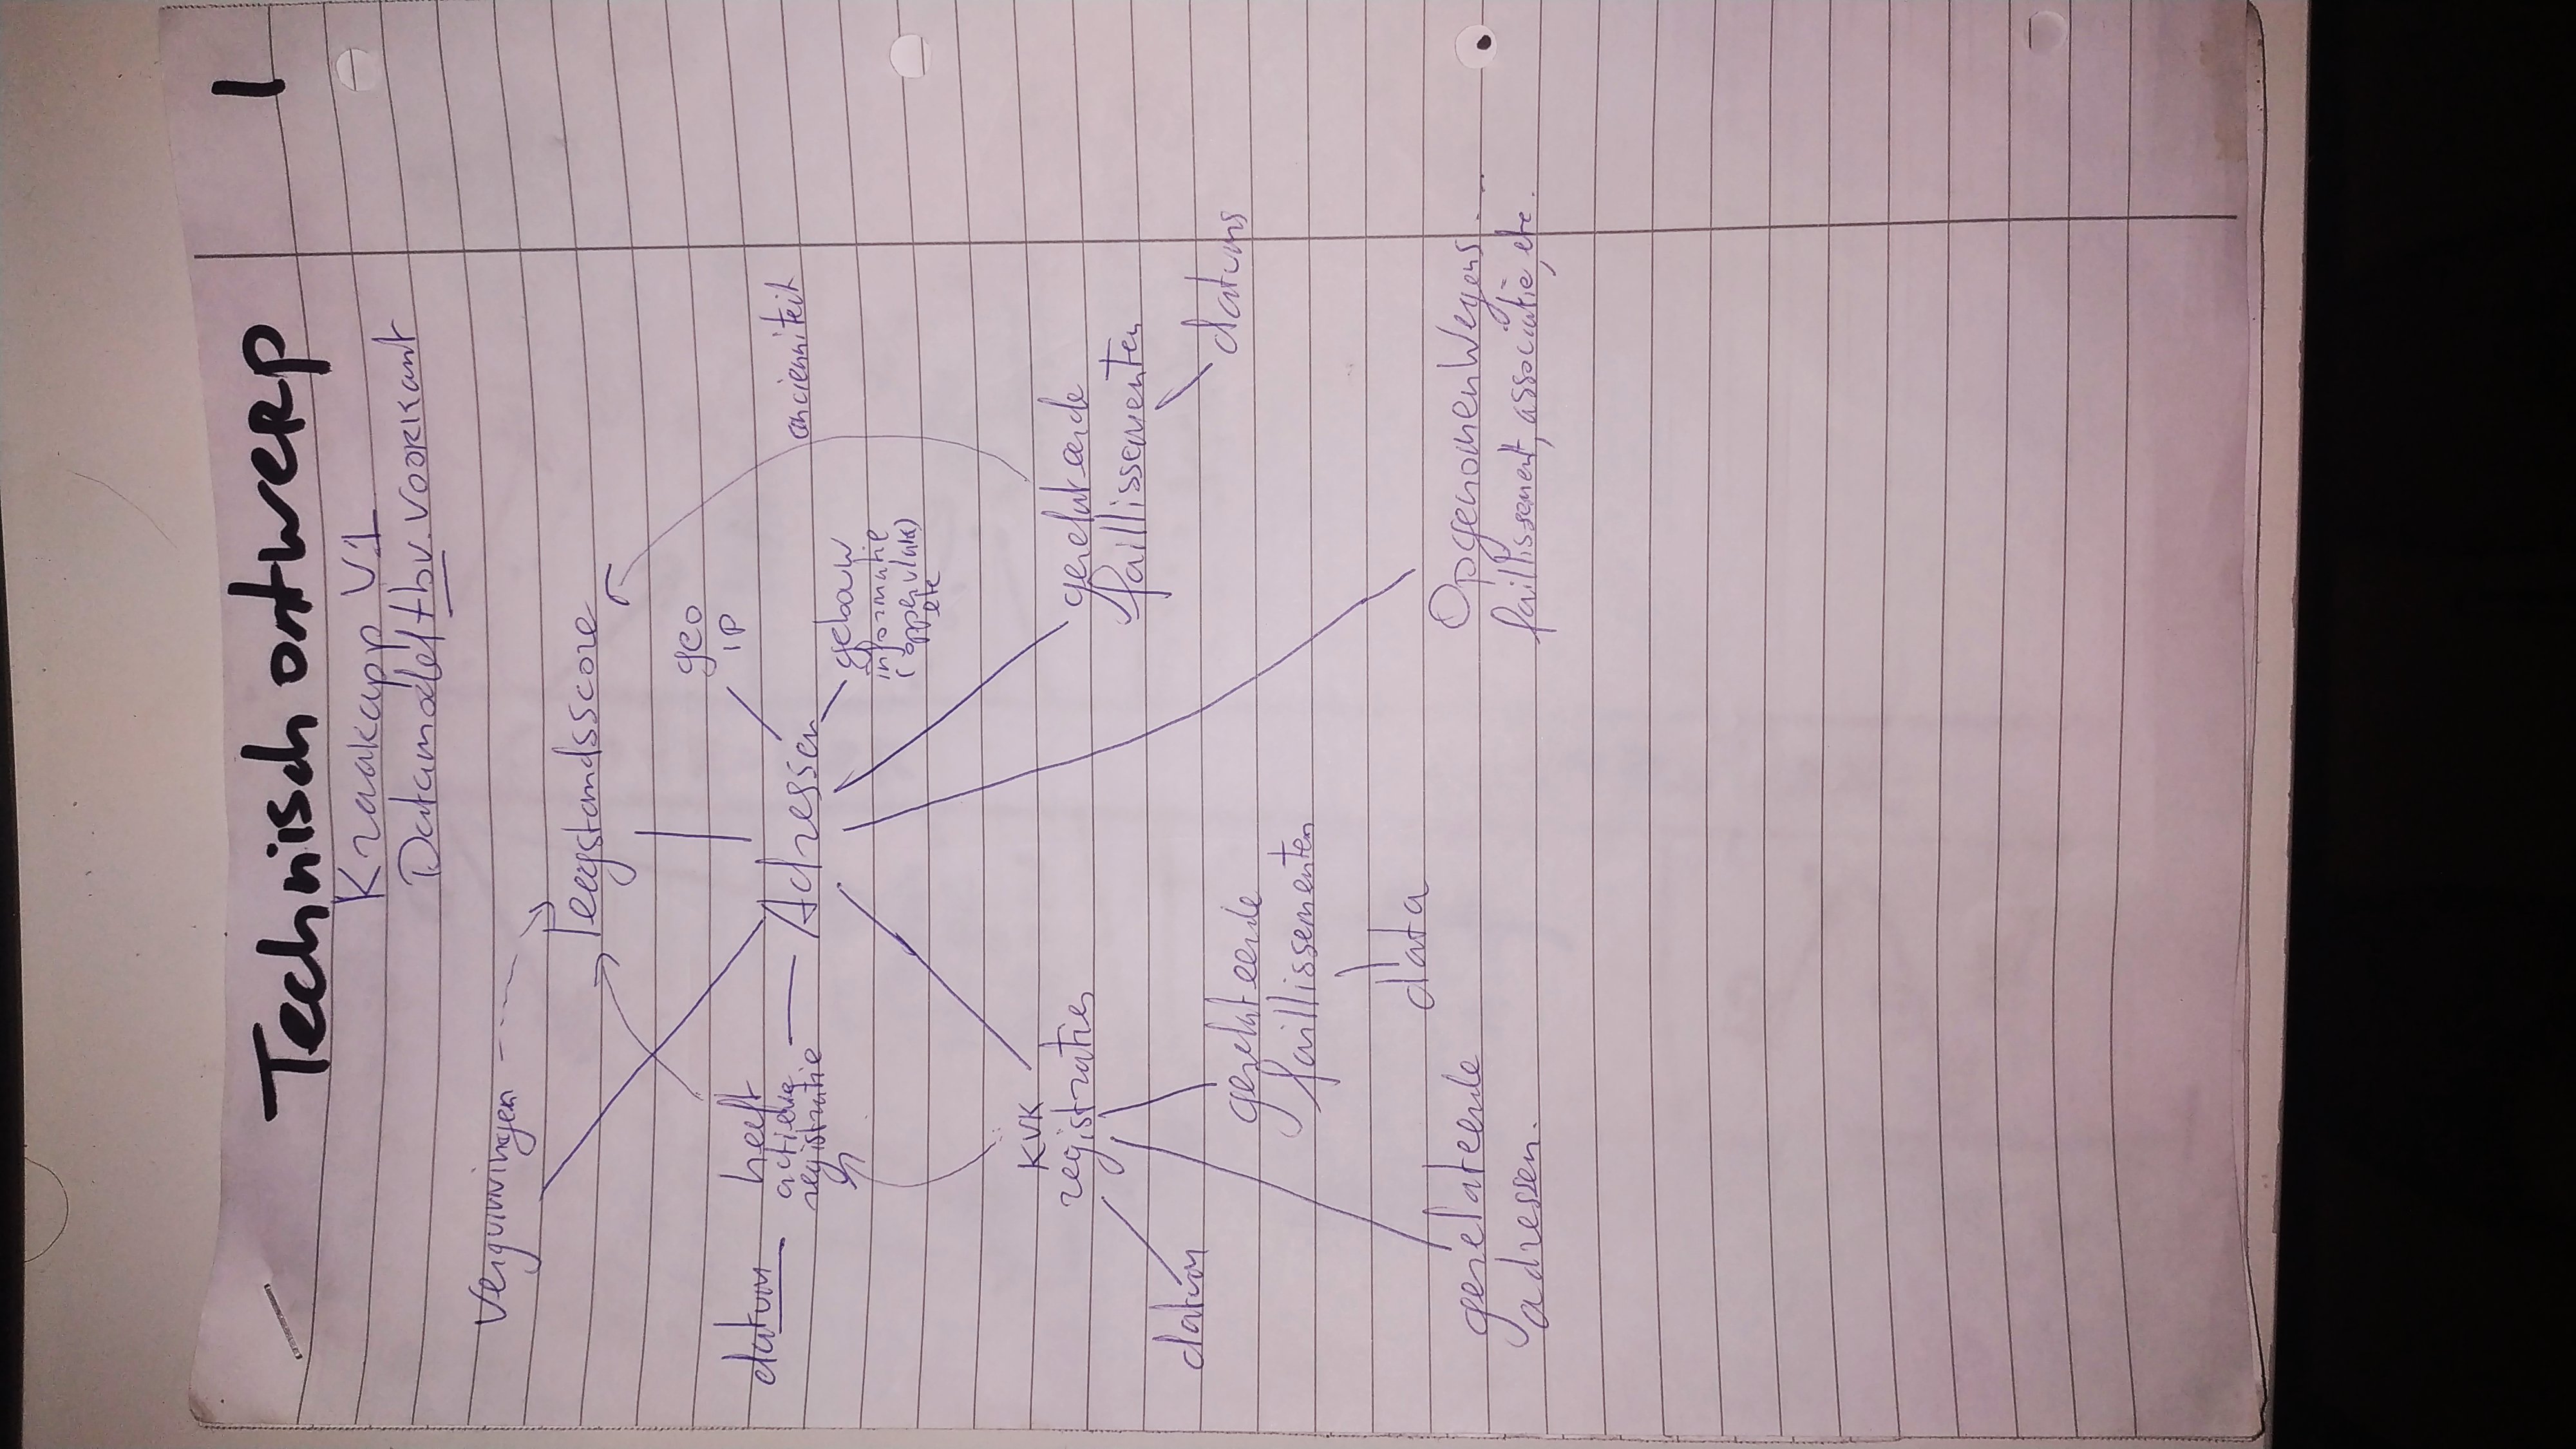 Technisch ontwerp
1
Kraakapp V1
Datamodel tbv. voorkant
Vergunningen
leegstandsscore
geo
IP
datum
heeft
actieve
registratie
Adressen
ancienniteit
gebouw
informatie
(oppervlak)
etc
KVK
registraties
gerelateerde
faillissementen
datum
datums
gerelateerde
faillissementen
data
gerelateerde
adressen.
Opgenomen wegens ...
faillissement, associatie, etc.